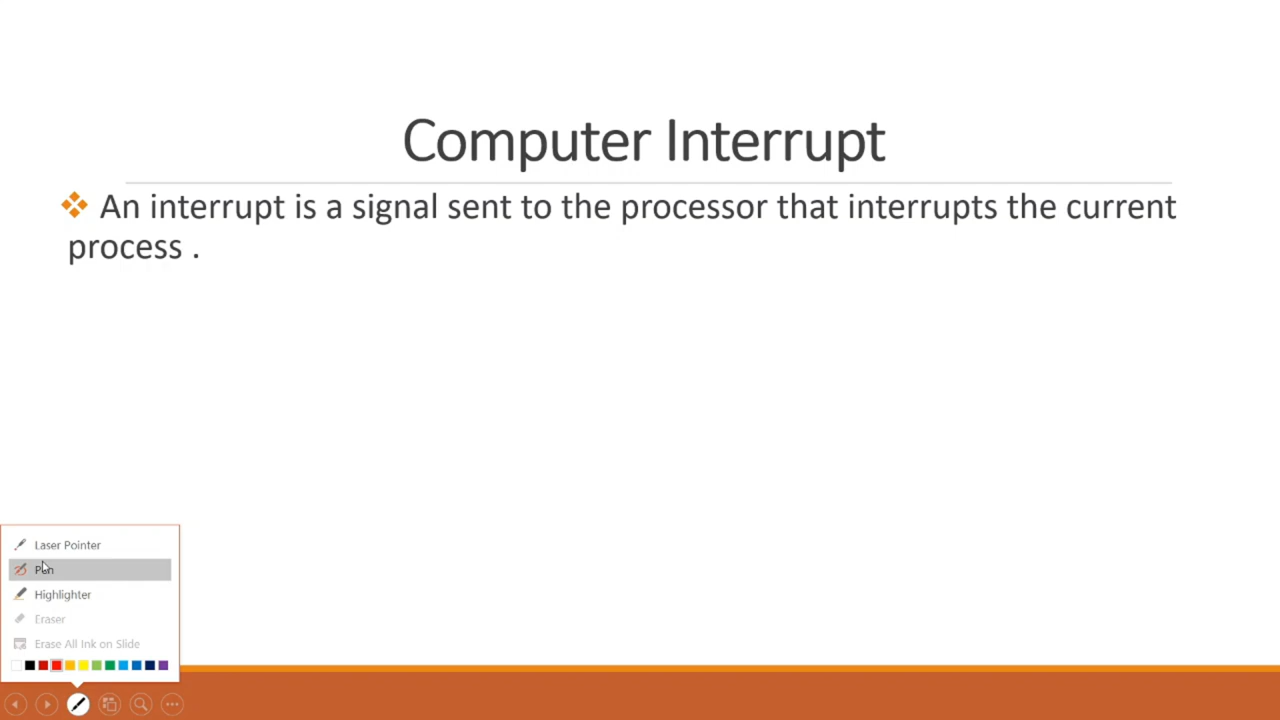 Computer Interrupt
An interrupt is a signal sent to the processor that interrupts the current
process .
Laser Pointer
Pen
Highlighter
Eraser
Erase All Ink on Slide